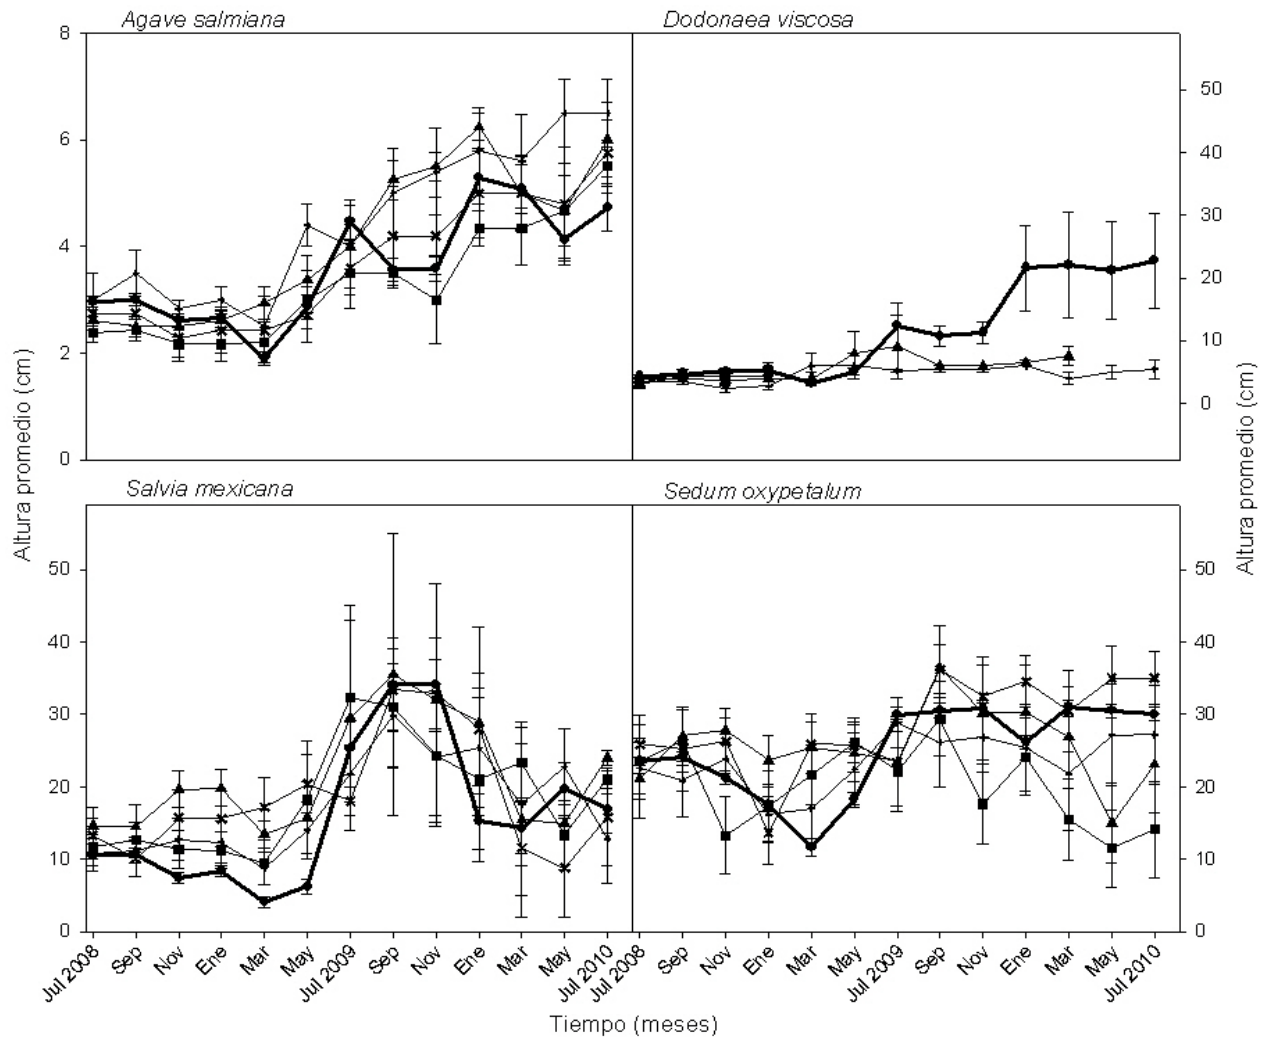 Agave salmiana
Dodonaea viscosa
8
6
4
2
0
50
40
30
20
10
0
Altura promedio (cm)
Altura promedio (cm)
Salvia mexicana
Sedum oxypetalum
50
40
30
20
10
0
50
40
30
20
10
0
Jul 2008 Sep Nov Ene Mar May Jul 2009 Sep Nov Ene Mar May Jul 2010
Jul 2008 Sep Nov Ene Mar May Jul 2009 Sep Nov Ene Mar May Jul 2010
Tiempo (meses)